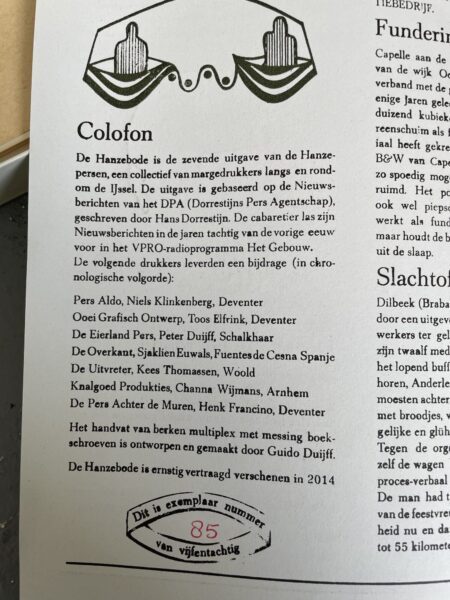 Colofon
De Hanzebode is de zevende uitgave van de Hanze-
persen, een collectief van margedrukkers langs en rond-
om de IJssel. De uitgave is gebaseerd op de Nieuws-
berichten van het DPA (Dorrestijns Pers Agentschap),
geschreven door Hans Dorrestijn. De cabaretier las zijn
Nieuwsberichten in de jaren tachtig van de vorige eeuw
voor in het VPRO-radioprogramma Het Gebouw.
De volgende drukkers leverden een bijdrage (in chro-
nologische volgorde):
Pers Aldo, Niels Klinkenberg, Deventer
Ooei Grafisch Ontwerp, Toos Elfrink, Deventer
De Eierland Pers, Peter Duijff, Schalkhaar
De Overkant, Sjaklien Euwals, Fuentes de Cesna Spanje
De Uitvreter, Kees Thomassen, Woold
Knalgoed Produkties, Channa Wijmans, Arnhem
De Pers Achter de Muren, Henk Francino, Deventer
Het handvat van berken multiplex met messing boek-
schroeven is ontworpen en gemaakt door Guido Duijff.
De Hanzebode is ernstig vertraagd verschenen in 2014
Dit is exemplaar nummer
85
van vijfentachtig
TIEBEDRIJF.
Funderin
Capelle aan de
van de wijk Oe
verband met de
enige jaren gele
duizend kubiek
reenschuim als f
iaal heeft gekre
B&W van Cape
zo spoedig mog
ruimd. Het po
ook wel pieps
werkt als fund
maar houdt de b
uit de slaap.
Slachtof
Dilbeek (Braba
door een uitgev
werkers ter gel
zijn twaalf med
het lopend buff
horen, Anderle
moesten achter
met broodjes, v
gelijke en glüh
Tegen de orge
zelf de wagen
proces-verbaal
De man had t
van de feestvreu
heid nu en da
tot 55 kilomete